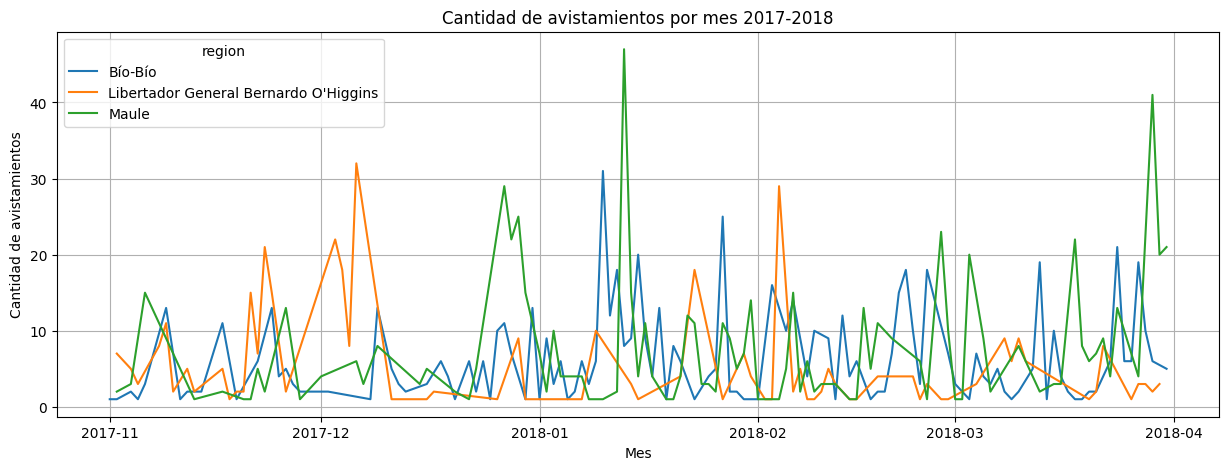 Cantidad de avistamientos por mes 2017-2018
region
Bío-Bío
Libertador General Bernardo O'Higgins
Maule
Cantidad de avistamientos
40
30
20
10
0
2017-11 2017-12 2018-01 2018-02 2018-03 2018-04
Mes